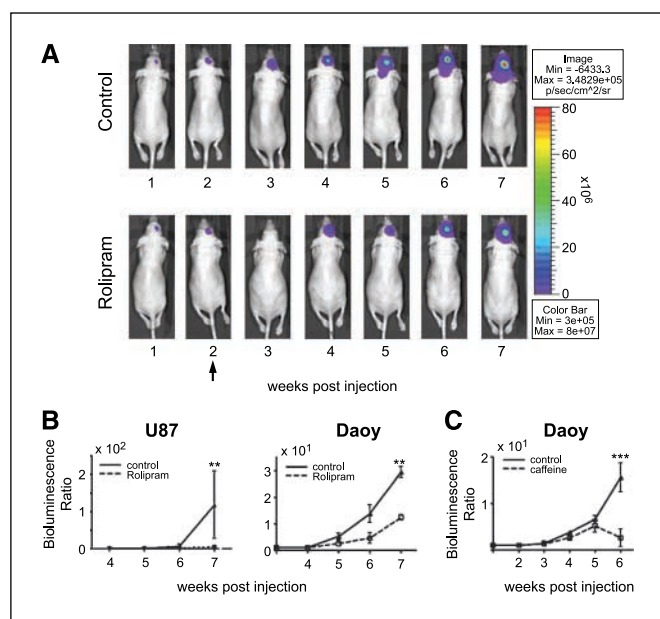 A
Control
1 2 3 4 5 6 7
Image
Min = -6433.3
Max = 3.4829e+05
p/sec/cm^2/sr
80
60
40
20
0
x10⁶
Color Bar
Min = 3e+05
Max = 8e+07
Rolipram
1 2 3 4 5 6 7
weeks post injection
B
U87
x 10²
control
Rolipram
**
2
1
0
Bioluminescence
Ratio
4 5 6 7
Daoy
x 10¹
control
Rolipram
**
3
2
1
0
4 5 6 7
weeks post injection
C
Daoy
x 10¹
control
caffeine
***
2
1
Bioluminescence
Ratio
2 3 4 5 6
weeks post injection